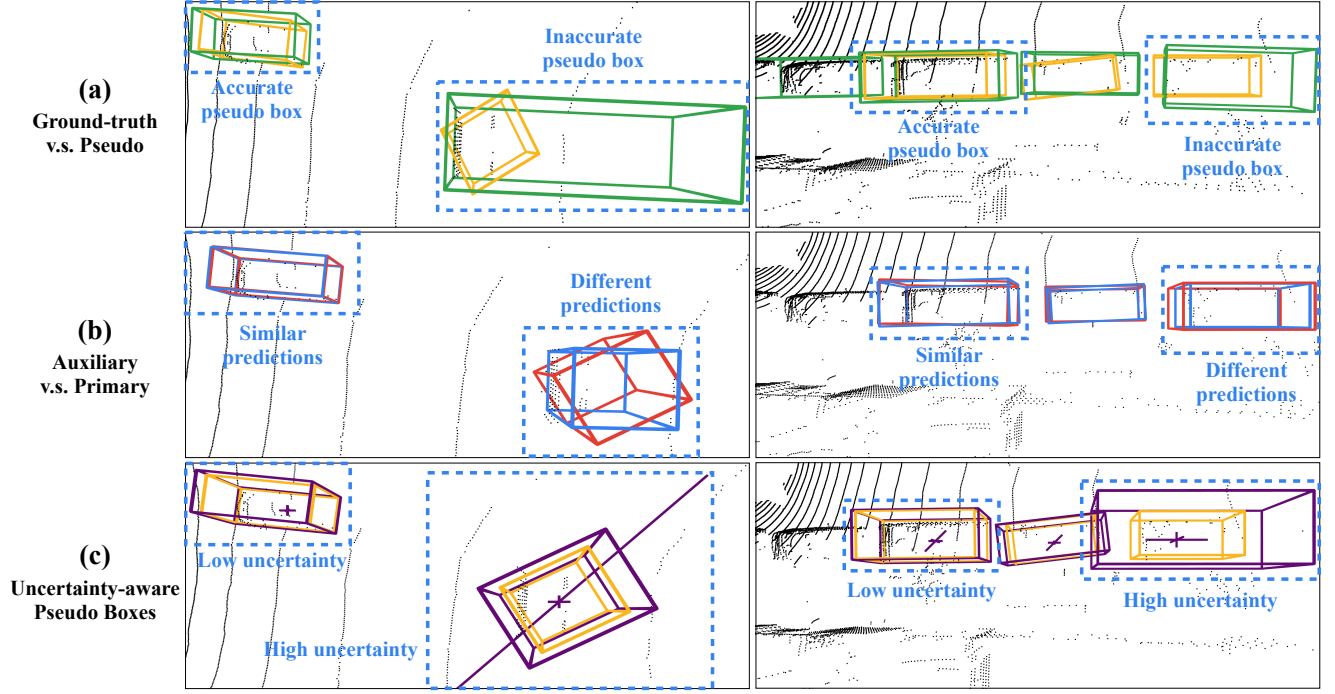 (a)
Ground-truth
v.s. Pseudo
Accurate
pseudo box
Inaccurate
pseudo box
Accurate
pseudo box
Inaccurate
pseudo box
(b)
Auxiliary
v.s. Primary
Similar
predictions
Different
predictions
Similar
predictions
Different
predictions
(c)
Uncertainty-aware
Pseudo Boxes
Low uncertainty
High uncertainty
Low uncertainty
High uncertainty